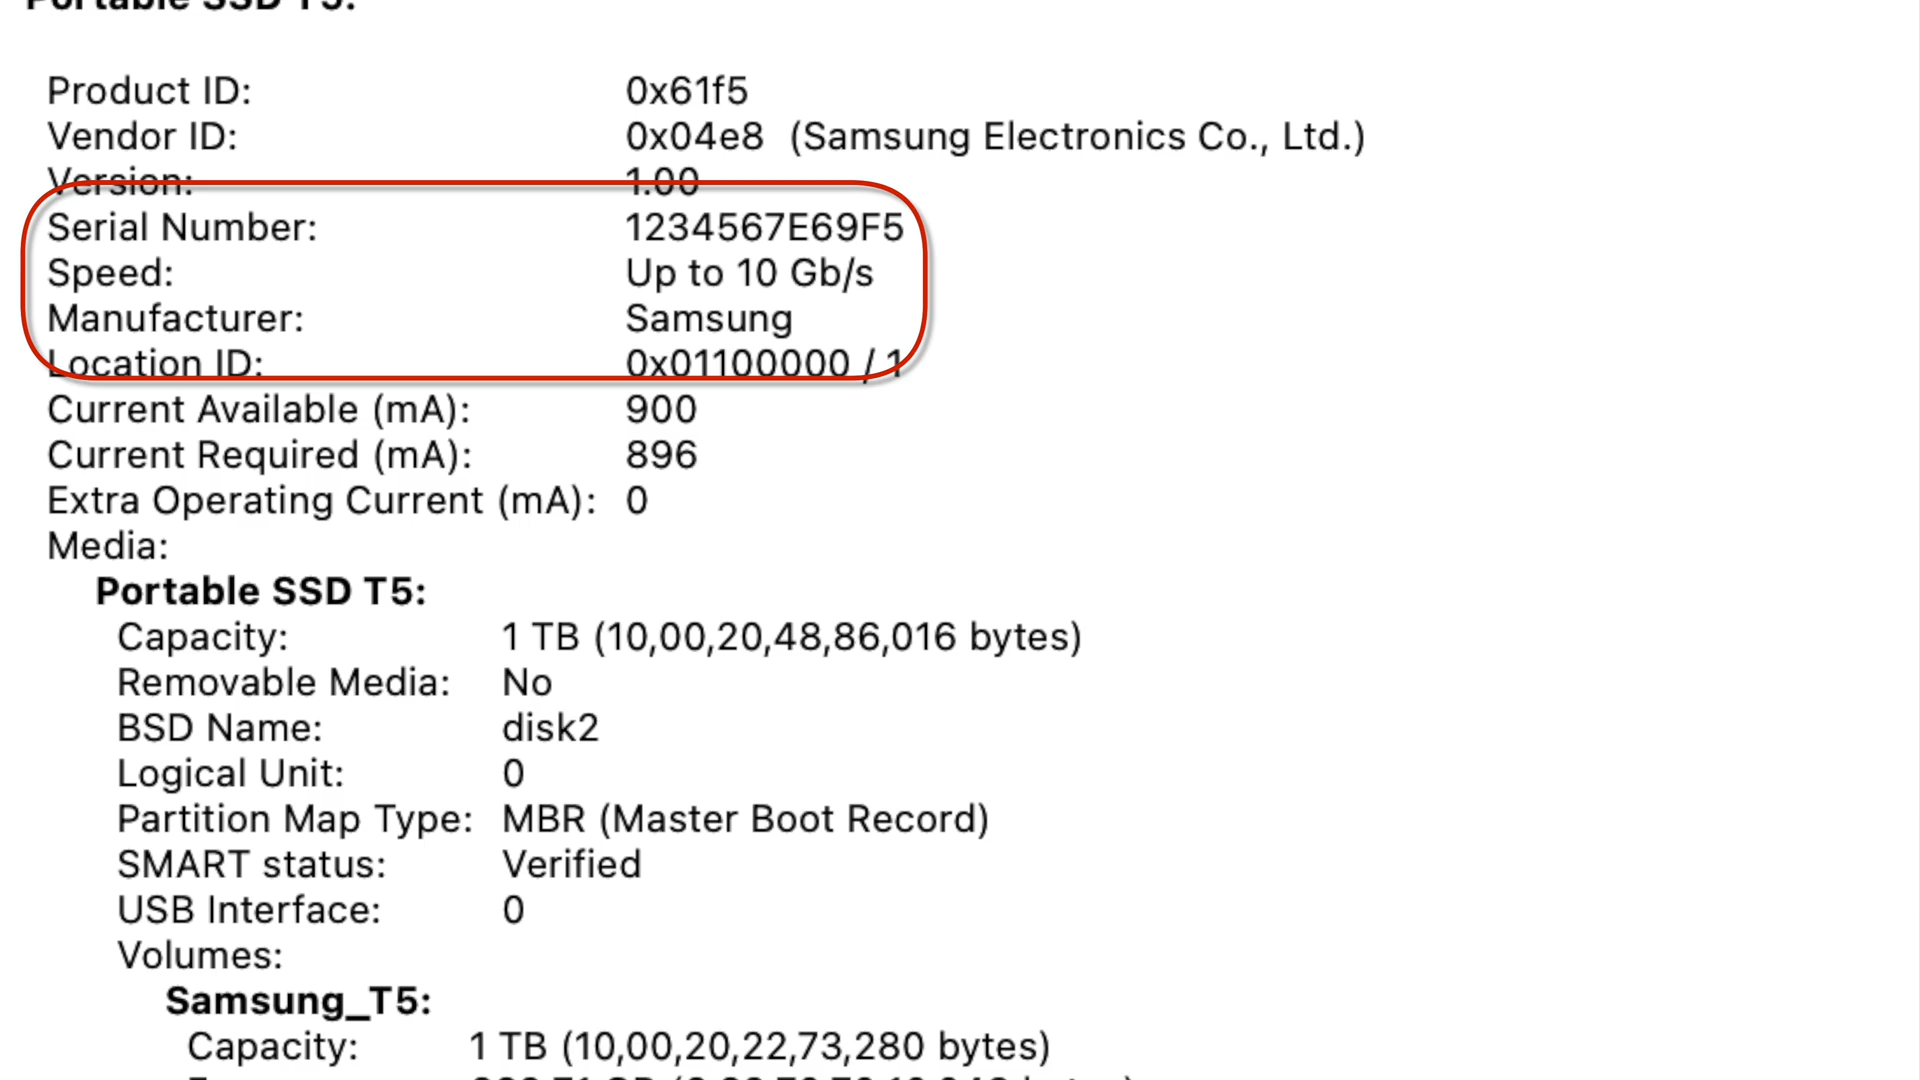 Portable SSD T5:
Product ID: 0x61f5
Vendor ID: 0x04e8 (Samsung Electronics Co., Ltd.)
Version: 1.00
Serial Number: 1234567E69F5
Speed: Up to 10 Gb/s
Manufacturer: Samsung
Location ID: 0x01100000 / 1
Current Available (mA): 900
Current Required (mA): 896
Extra Operating Current (mA): 0
Media:
Portable SSD T5:
Capacity: 1 TB (10,00,20,48,86,016 bytes)
Removable Media: No
BSD Name: disk2
Logical Unit: 0
Partition Map Type: MBR (Master Boot Record)
SMART status: Verified
USB Interface: 0
Volumes:
Samsung_T5:
Capacity: 1 TB (10,00,20,22,73,280 bytes)